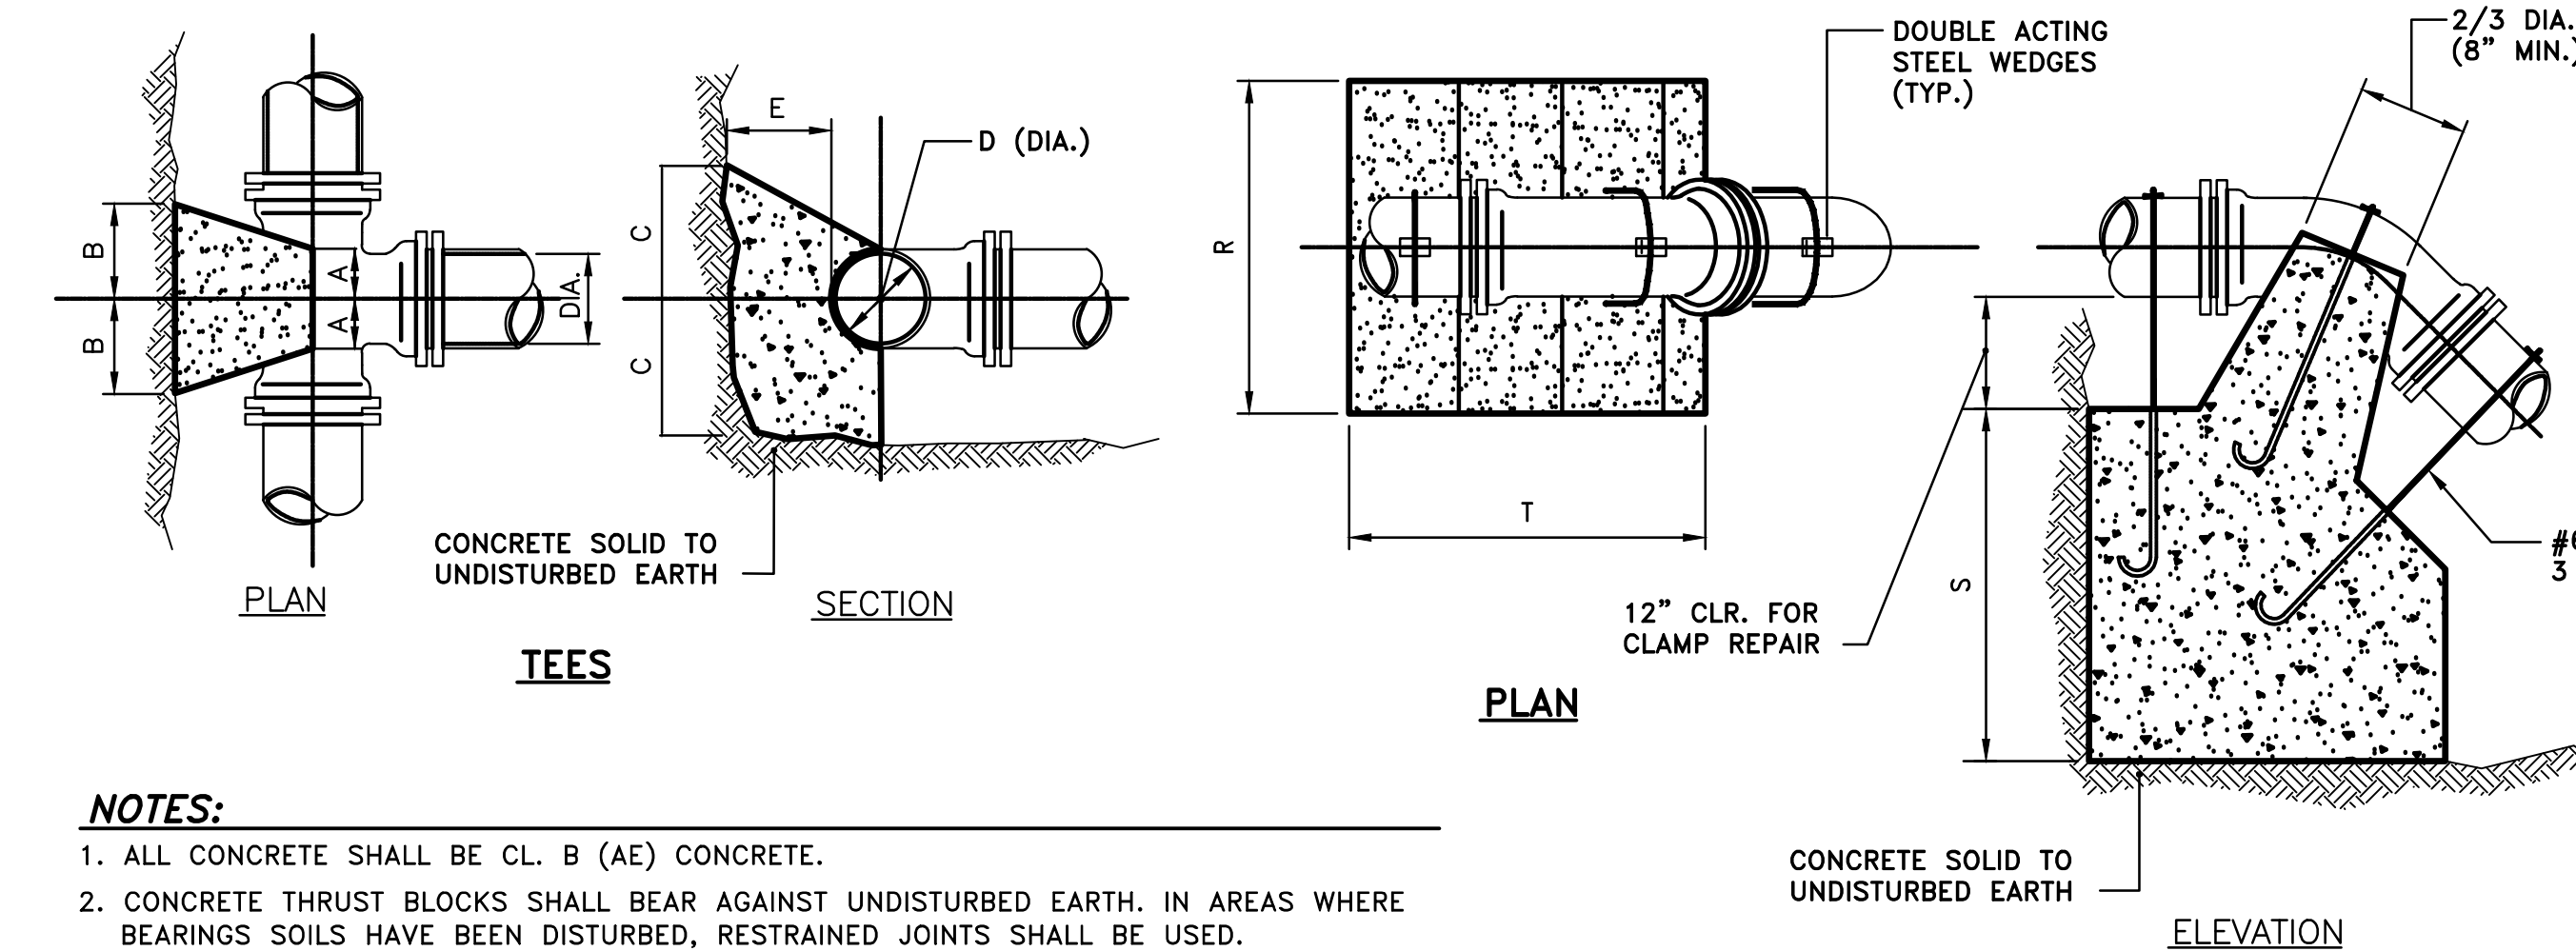 B
B
A
A
DIA.
PLAN
E
D (DIA.)
C
C
CONCRETE SOLID TO
UNDISTURBED EARTH
SECTION
TEES
DOUBLE ACTING
STEEL WEDGES
(TYP.)
R
T
PLAN
2/3 DIA.
(8” MIN.)
12” CLR. FOR
CLAMP REPAIR
S
3
CONCRETE SOLID TO
UNDISTURBED EARTH
ELEVATION
NOTES:
1. ALL CONCRETE SHALL BE CL. B (AE) CONCRETE.
2. CONCRETE THRUST BLOCKS SHALL BEAR AGAINST UNDISTURBED EARTH. IN AREAS WHERE
BEARINGS SOILS HAVE BEEN DISTURBED, RESTRAINED JOINTS SHALL BE USED.